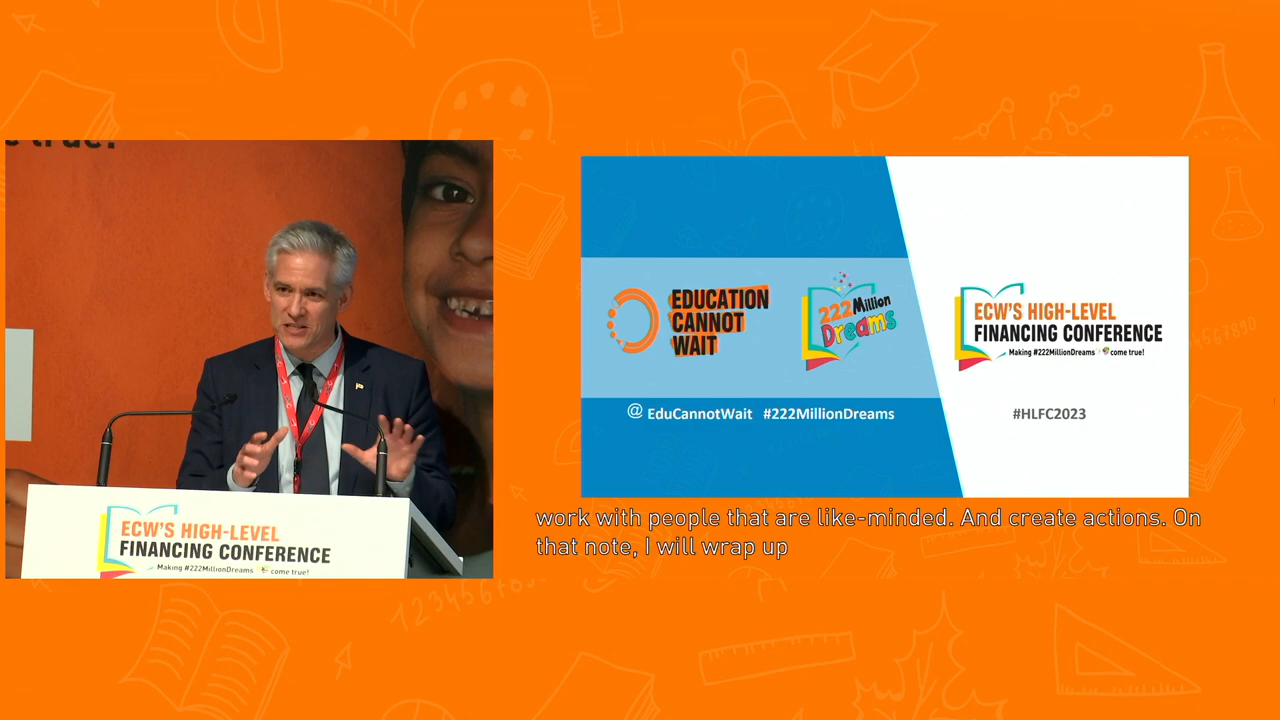 true!
ECW'S HIGH-LEVEL
FINANCING CONFERENCE
Making #222MillionDreams come true!
EDUCATION
CANNOT
WAIT
222 Million
Dreams
@ EduCannotWait #222MillionDreams
ECW'S HIGH-LEVEL
FINANCING CONFERENCE
Making #222MillionDreams come true!
#HLFC2023
work with people that are like-minded. And create actions. On
that note, I will wrap up